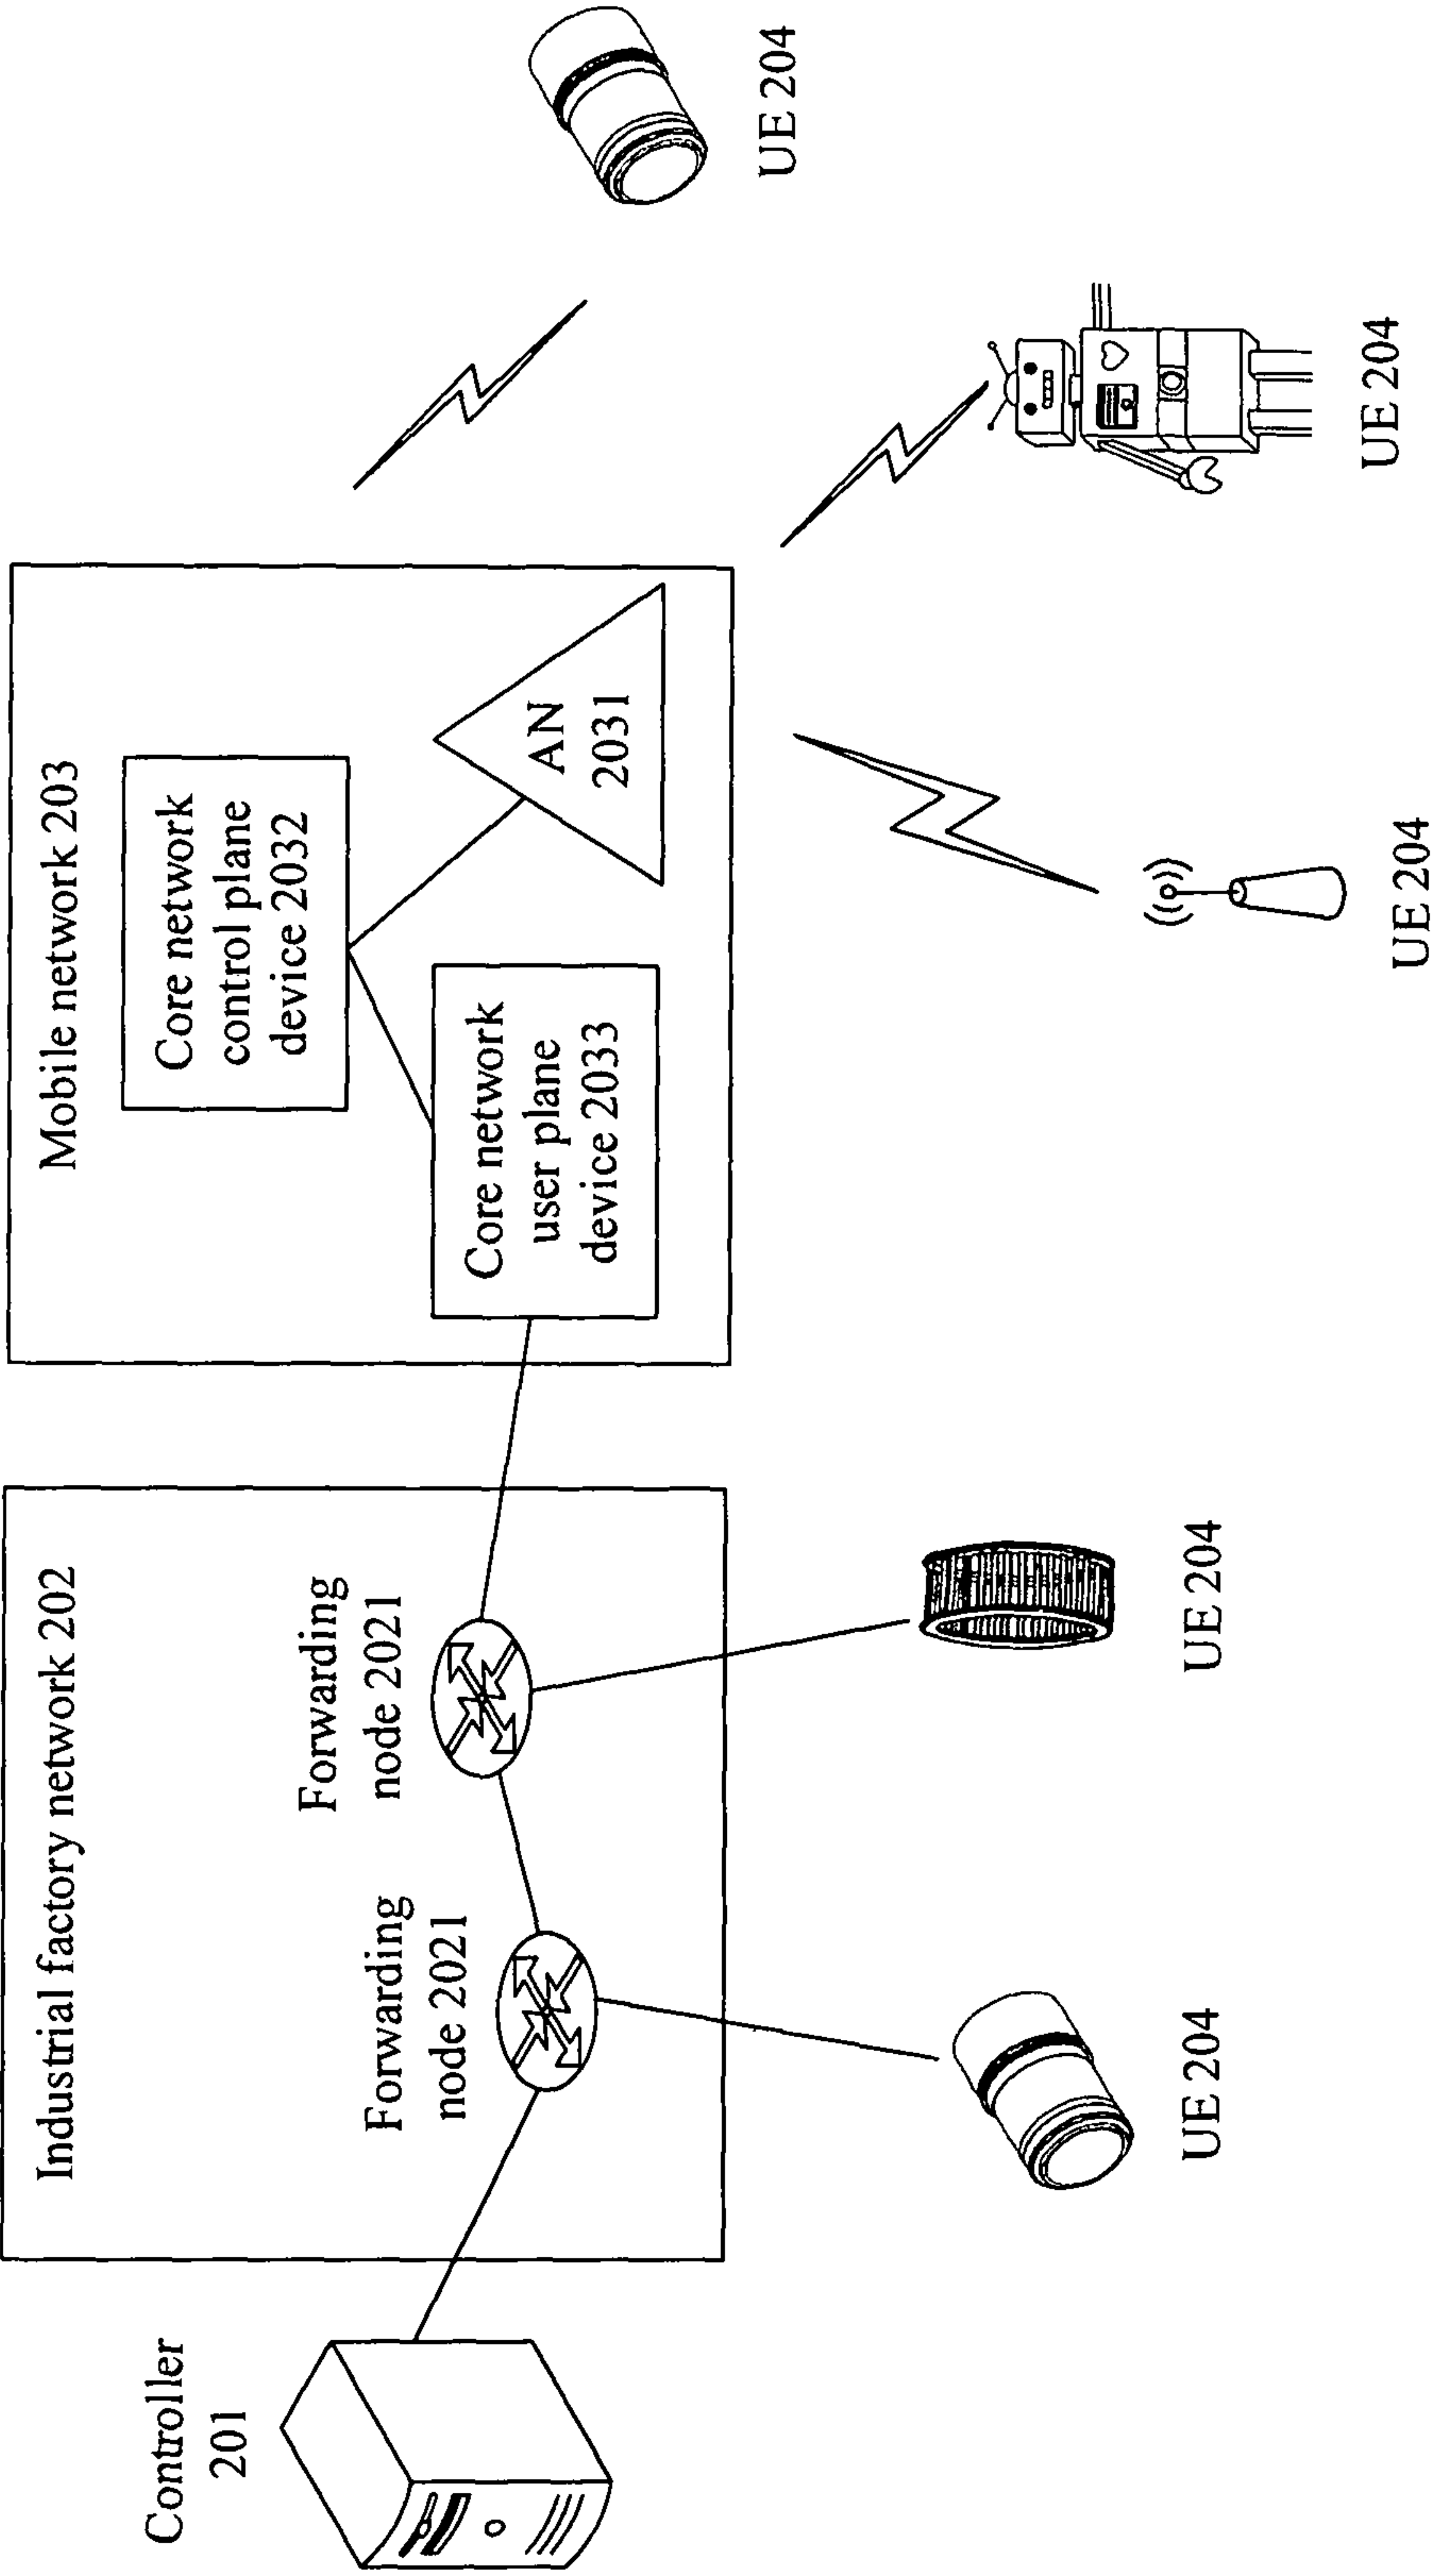 Controller
201
Industrial factory network 202
Forwarding
node 2021
Forwarding
node 2021
UE 204
UE 204
Mobile network 203
Core network
control plane
device 2032
Core network
user plane
device 2033
AN
2031
UE 204
UE 204
UE 204